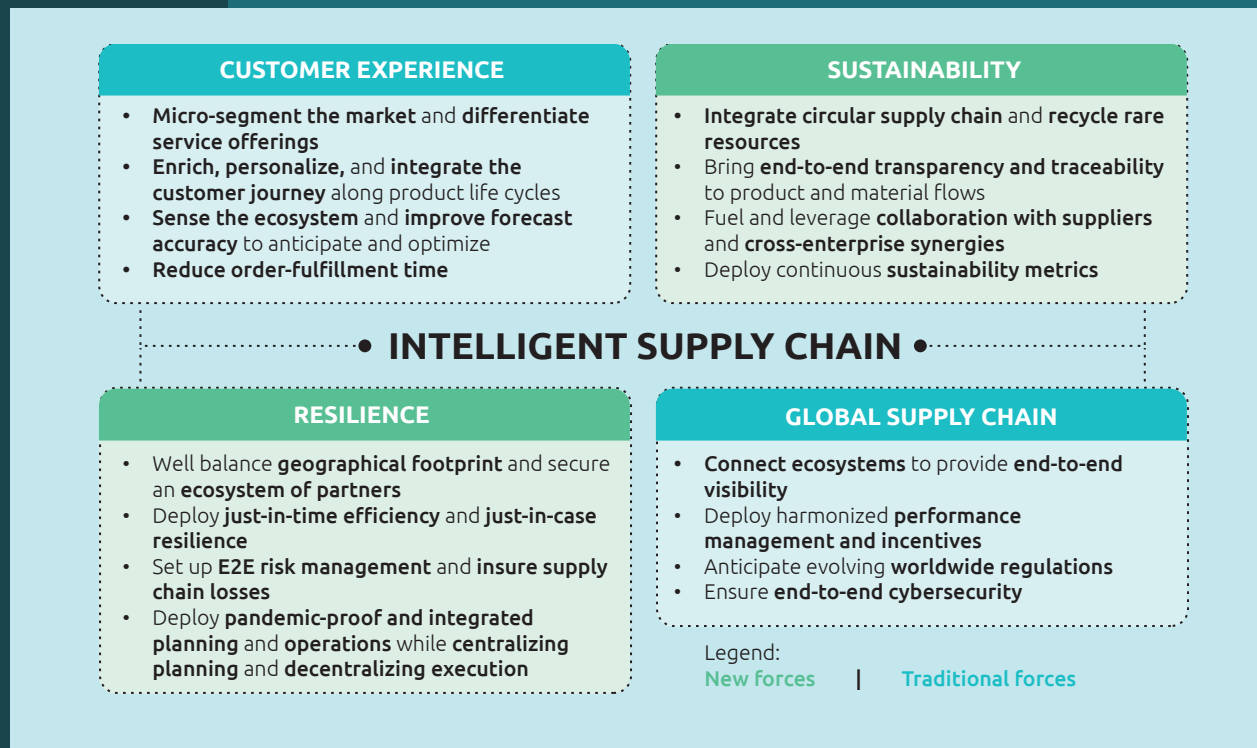 CUSTOMER EXPERIENCE
• Micro-segment the market and differentiate
service offerings
• Enrich, personalize, and integrate the
customer journey along product life cycles
• Sense the ecosystem and improve forecast
accuracy to anticipate and optimize
• Reduce order-fulfillment time
SUSTAINABILITY
• Integrate circular supply chain and recycle rare
resources
• Bring end-to-end transparency and traceability
to product and material flows
• Fuel and leverage collaboration with suppliers
and cross-enterprise synergies
• Deploy continuous sustainability metrics
• INTELLIGENT SUPPLY CHAIN •
RESILIENCE
• Well balance geographical footprint and secure
an ecosystem of partners
• Deploy just-in-time efficiency and just-in-case
resilience
• Set up E2E risk management and insure supply
chain losses
• Deploy pandemic-proof and integrated
planning and operations while centralizing
planning and decentralizing execution
GLOBAL SUPPLY CHAIN
• Connect ecosystems to provide end-to-end
visibility
• Deploy harmonized performance
management and incentives
• Anticipate evolving worldwide regulations
• Ensure end-to-end cybersecurity
Legend:
New forces | Traditional forces